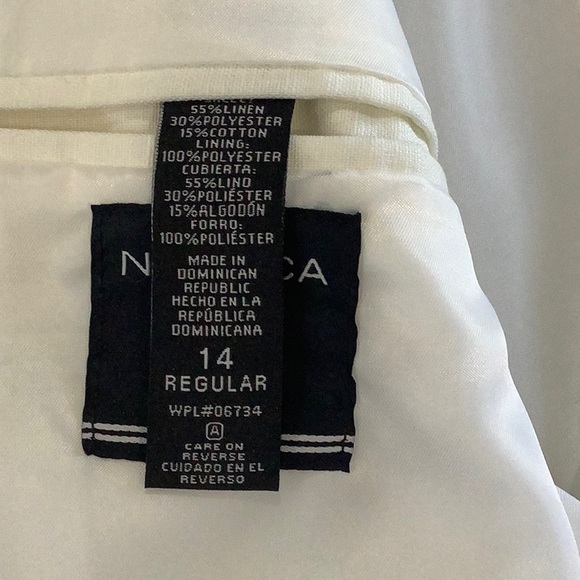 55%LINEN
30%POLYESTER
15%COTTON
LINING:
100%POLYESTER
CUBIERTA:
55%LINO
30%POLIÉSTER
15%ALGODÓN
FORRO:
100%POLIÉSTER
MADE IN
DOMINICAN
REPUBLIC
HECHO EN LA
REPÚBLICA
DOMINICANA
14
REGULAR
WPL#06734
A
CARE ON
REVERSE
CUIDADO EN EL
REVERSO